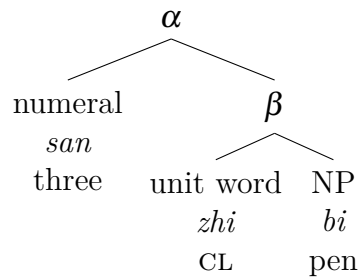 α
numeral β
san
three unit word NP
zhi bi
CL pen